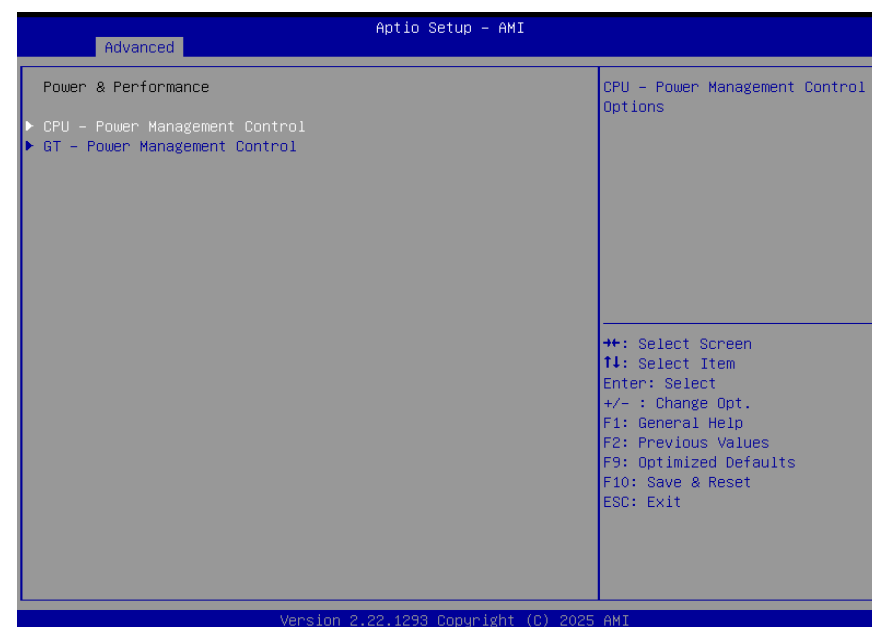 Aptio Setup – AMI
Advanced
Power & Performance
CPU – Power Management Control
GT – Power Management Control
CPU – Power Management Control
Options
→←: Select Screen
↑↓: Select Item
Enter: Select
+/- : Change Opt.
F1: General Help
F2: Previous Values
F9: Optimized Defaults
F10: Save & Reset
ESC: Exit
Version 2.22.1293 Copyright (C) 2025 AMI